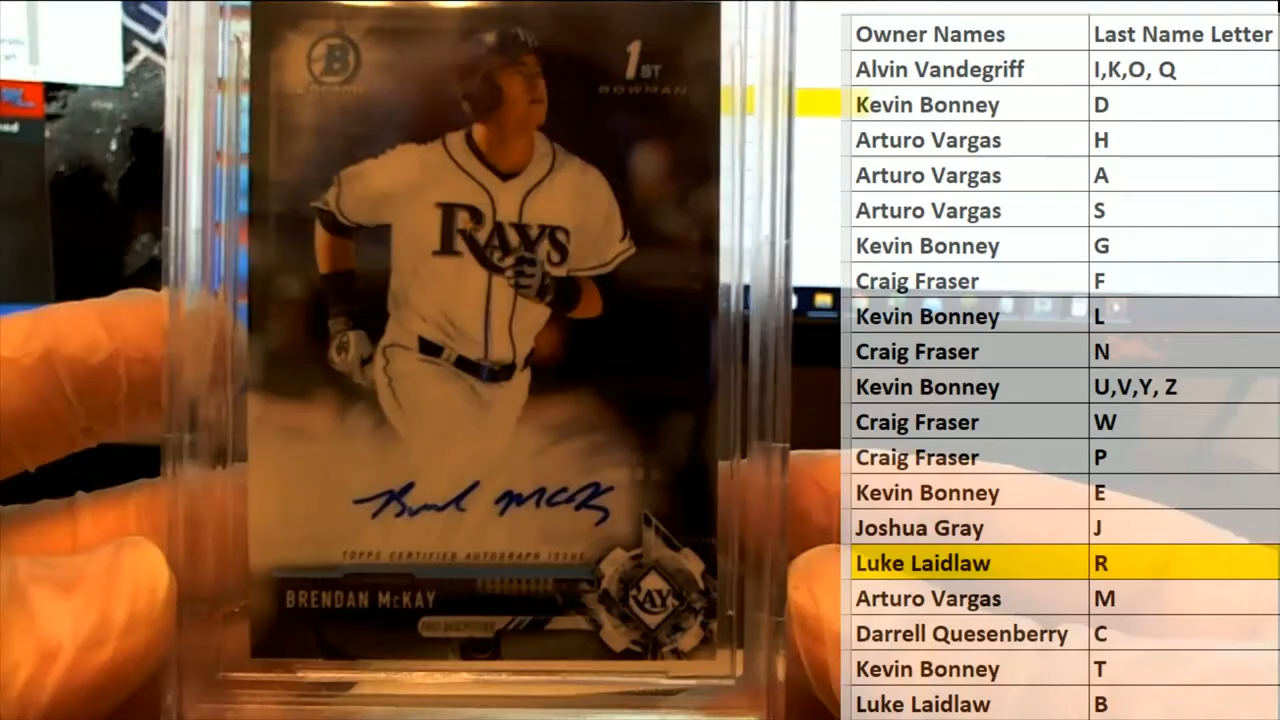 B
1ST
BOWMAN
RAYS
TOPPS CERTIFIED AUTOGRAPH ISSUE
BRENDAN McKAY
RAYS
Owner Names Last Name Letter
Alvin Vandegriff I,K,O, Q
Kevin Bonney D
Arturo Vargas H
Arturo Vargas A
Arturo Vargas S
Kevin Bonney G
Craig Fraser F
Kevin Bonney L
Craig Fraser N
Kevin Bonney U,V,Y, Z
Craig Fraser W
Craig Fraser P
Kevin Bonney E
Joshua Gray J
Luke Laidlaw R
Arturo Vargas M
Darrell Quesenberry C
Kevin Bonney T
Luke Laidlaw B